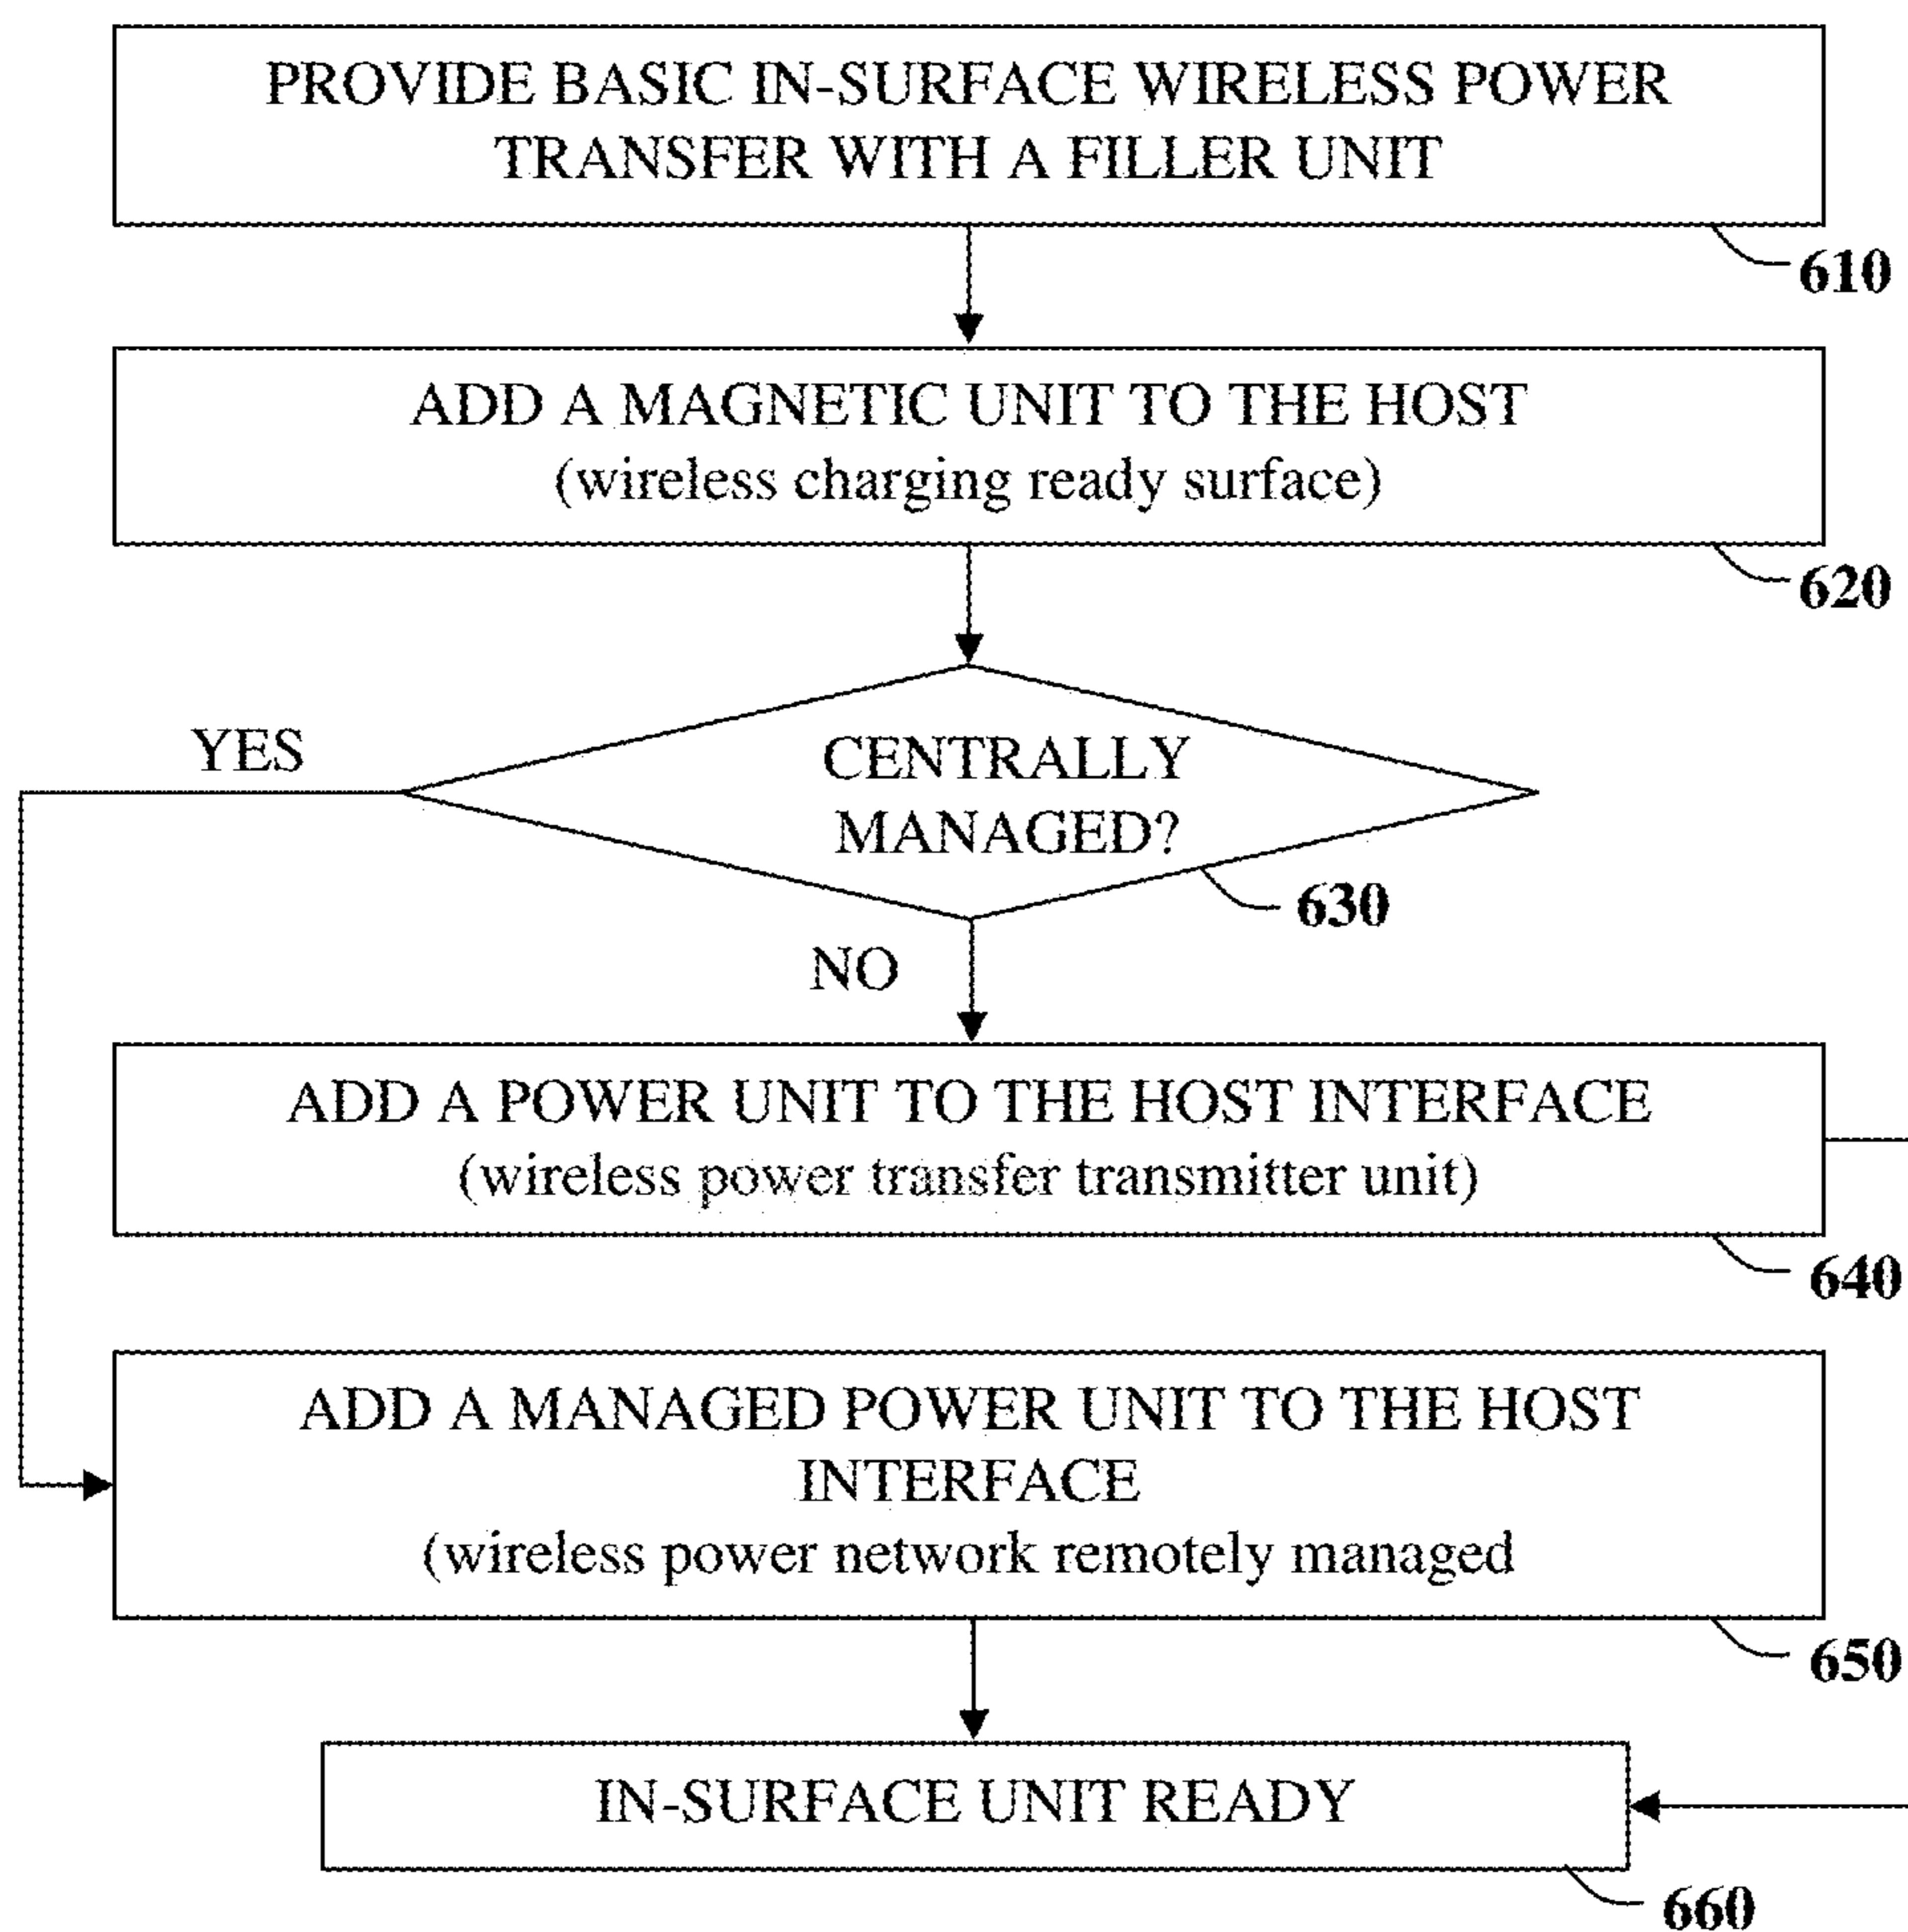 PROVIDE BASIC IN-SURFACE WIRELESS POWER
TRANSFER WITH A FILLER UNIT
610
ADD A MAGNETIC UNIT TO THE HOST
(wireless charging ready surface)
620
YES
CENTRALLY
MANAGED?
630
NO
ADD A POWER UNIT TO THE HOST INTERFACE
(wireless power transfer transmitter unit)
640
ADD A MANAGED POWER UNIT TO THE HOST
INTERFACE
(wireless power network remotely managed
650
IN-SURFACE UNIT READY
660